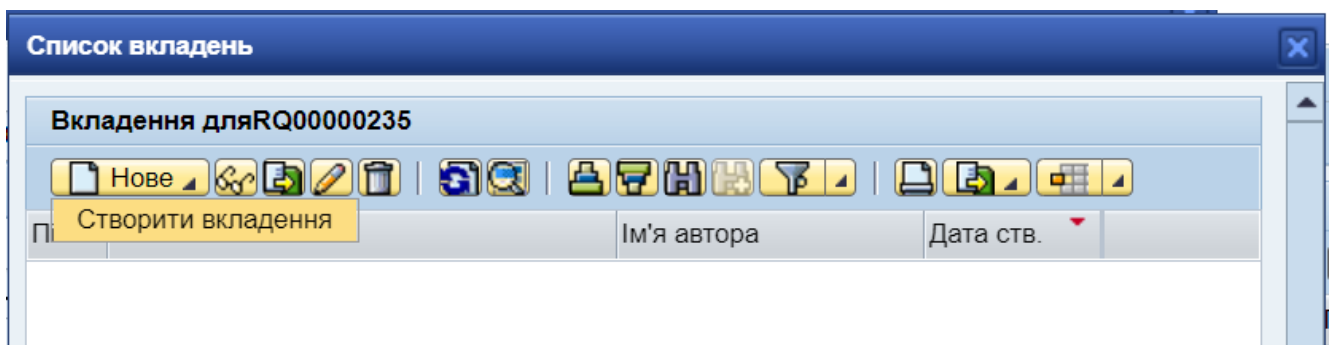 Список вкладень
Вкладення дляRQ00000235
Нове
Створити вкладення
Ім'я автора Дата ств.